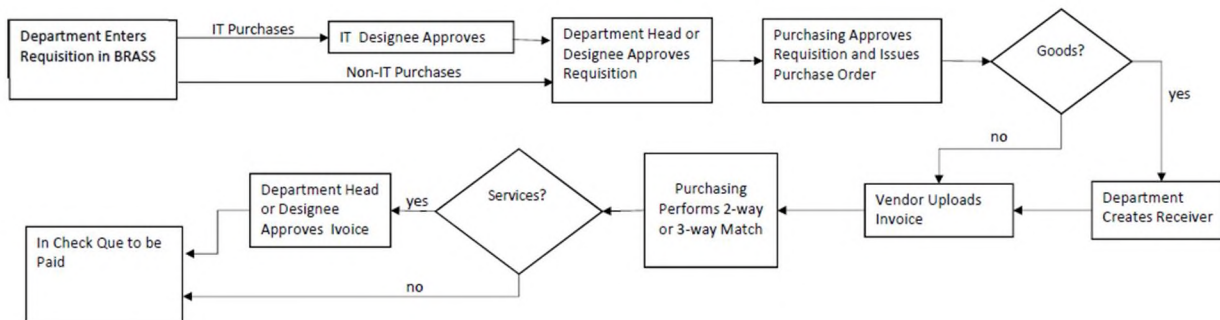 Department Enters
Requisition in BRASS
IT Purchases
Non-IT Purchases
IT Designee Approves
Department Head or
Designee Approves
Requisition
Purchasing Approves
Requisition and Issues
Purchase Order
Goods?
yes
no
Department
Creates Receiver
Vendor Uploads
Invoice
Purchasing
Performs 2-way
or 3-way Match
Services?
yes
no
Department Head
or Designee
Approves Ivoice
In Check Que to be
Paid